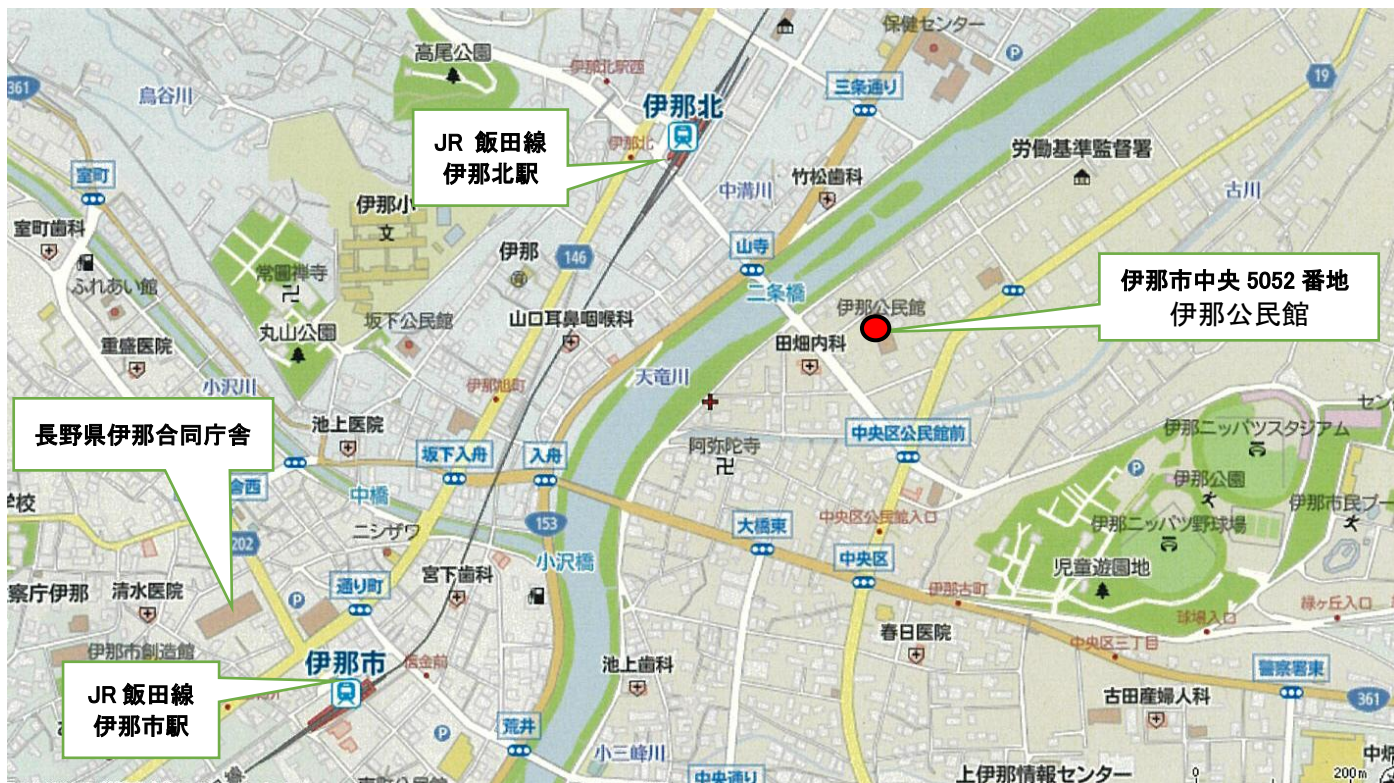 保健センター
高尾公園
伊那北駅西
361
19
三条通り
鳥谷川
伊那北
JR 飯田線
伊那北駅
伊那北
労働基準監督署
室町
中溝川
竹松歯科
古川
伊那小
文
室町歯科
伊那
146
山寺
常圓禅寺
ふれあい館
二条橋
伊那市中央 5052 番地
伊那公民館
伊那公民館
坂下公民館
山口耳鼻咽喉科
丸山公園
重盛医院
田畑内科
天竜川
小沢川
伊那旭町
長野県伊那合同庁舎
池上医院
中央区公民館前
伊那ニッパツスタジアム
坂下入舟
入舟
阿弥陀寺
舎西
中橋
伊那公園
学校
153
大橋東
中央区公民館入口
伊那ニッパツ野球場
伊那市民プー
ニシザワ
202
小沢橋
中央区
児童遊園地
宮下歯科
通り町
察庁伊那
清水医院
伊那古町
緑ヶ丘入口
球場入口
春日医院
中央区三丁目
伊那市創造館
伊那市
信金前
池上歯科
警察署東
JR 飯田線
伊那市駅
古田産婦人科
361
荒井
小三峰川
中央通り
上伊那情報センター
0
200m